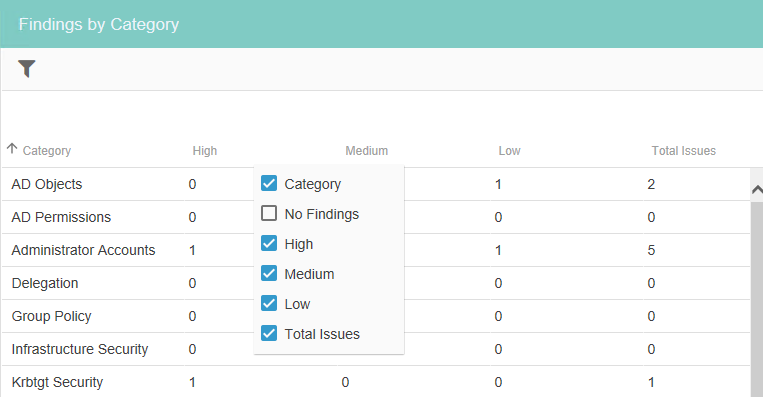 Findings by Category
Category High Medium Low Total Issues
AD Objects 0 1 2
Category
AD Permissions 0 0 0
No Findings
Administrator Accounts 1 1 5
High
Delegation 0 0 0
Medium
Group Policy 0 0 0
Low
Infrastructure Security 0 0 0
Total Issues
Krbtgt Security 1 0 0 1